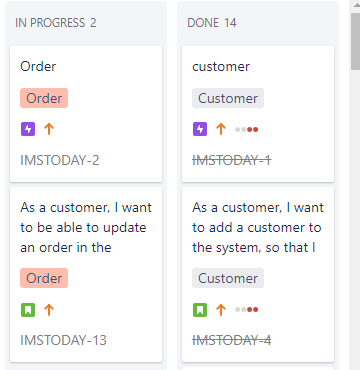 IN PROGRESS 2
Order
Order
IMSTODAY-2
As a customer, I want
to be able to update
an order in the
Order
IMSTODAY-13
DONE 14
customer
Customer
IMSTODAY-1
As a customer, I want
to add a customer to
the system, so that I
Customer
IMSTODAY-4